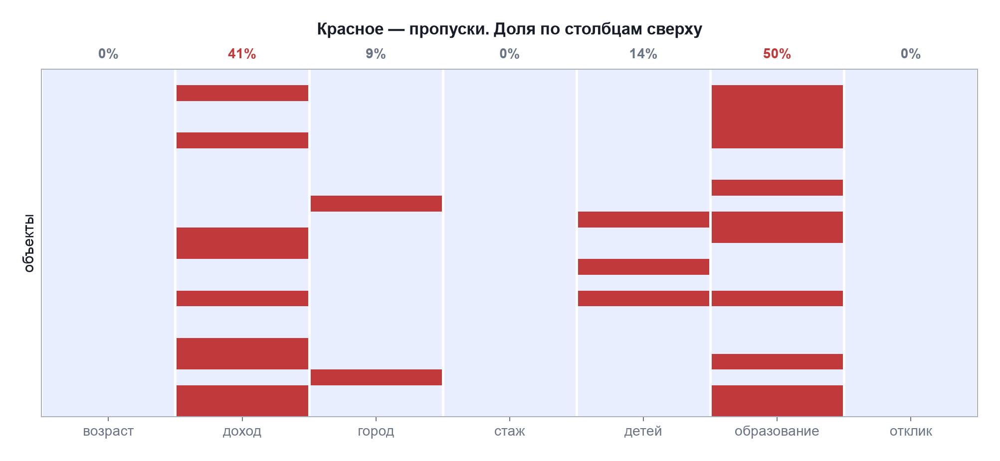 Красное — пропуски. Доля по столбцам сверху
0% 41% 9% 0% 14% 50% 0%
объекты
возраст доход город стаж детей образование отклик